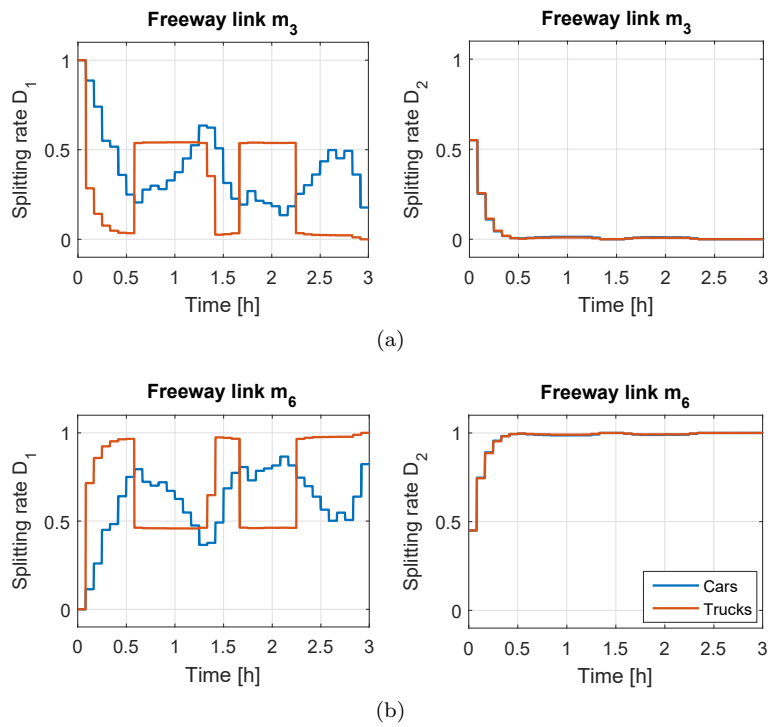 Freeway link m3
Splitting rate D1
1
0.5
0
0 0.5 1 1.5 2 2.5 3
Time [h]
Freeway link m3
Splitting rate D2
1
0.5
0
0 0.5 1 1.5 2 2.5 3
Time [h]
(a)
Freeway link m6
Splitting rate D1
1
0.5
0
0 0.5 1 1.5 2 2.5 3
Time [h]
Freeway link m6
Splitting rate D2
1
0.5
0
Cars
Trucks
0 0.5 1 1.5 2 2.5 3
Time [h]
(b)